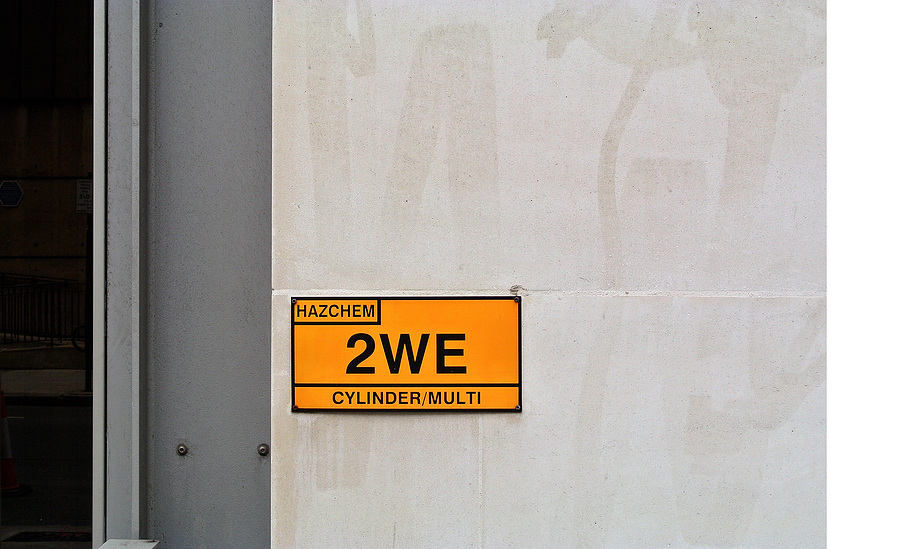 HAZCHEM
2WE
CYLINDER/MULTI